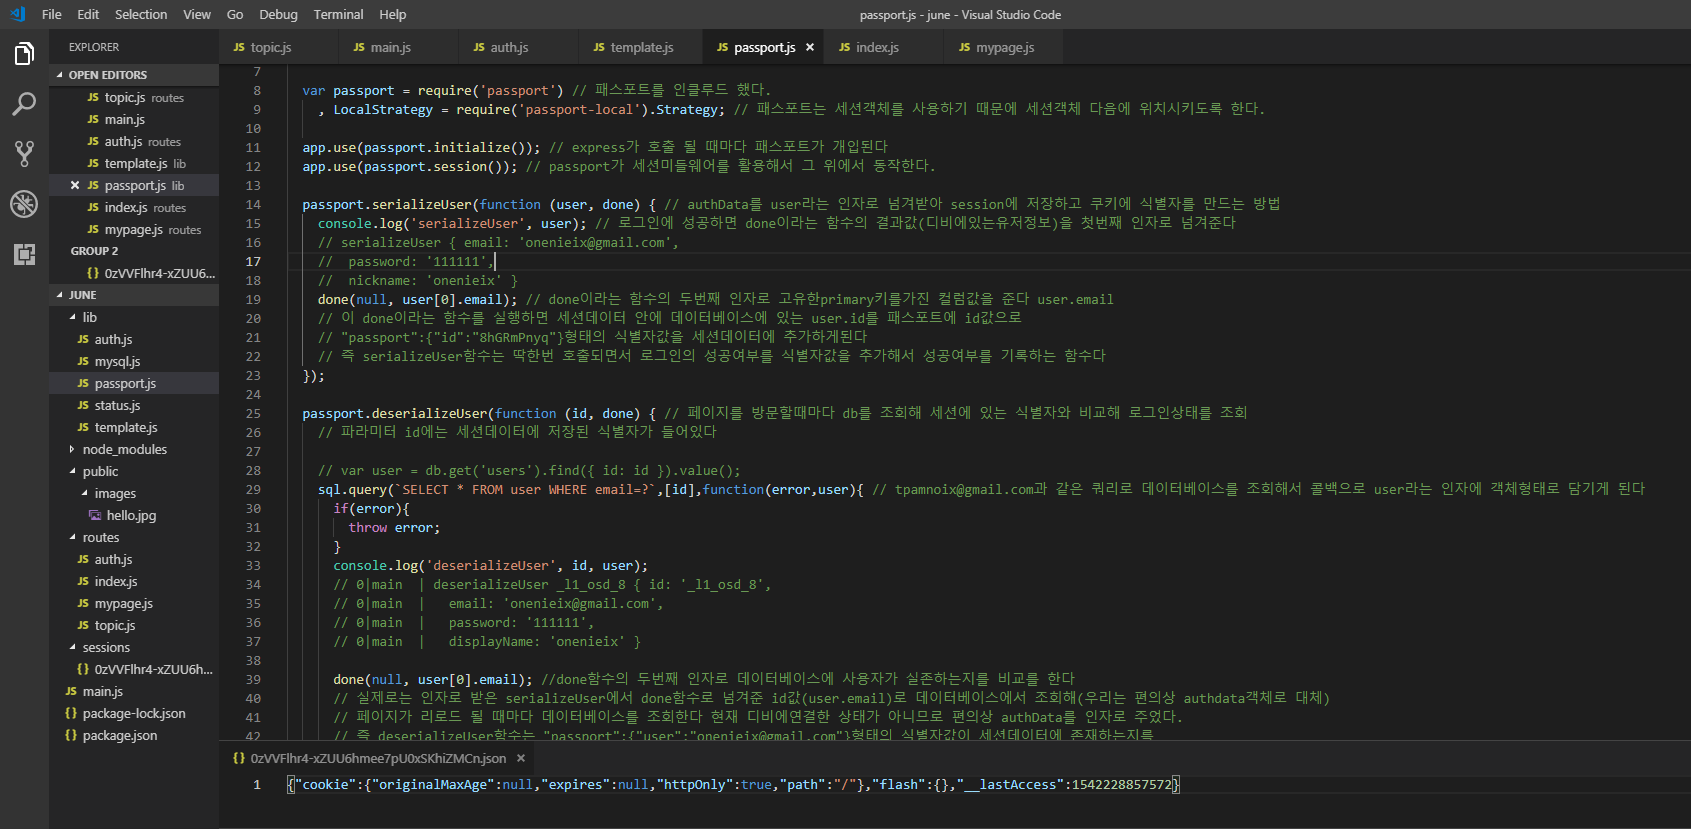 File Edit Selection View Go Debug Terminal Help
passport.js - june - Visual Studio Code
EXPLORER
OPEN EDITORS
JS topic.js routes
JS main.js
JS auth.js routes
JS template.js lib
JS passport.js lib
JS index.js routes
JS mypage.js routes
GROUP 2
{} 0zVVFlhr4-xZUU6...
JUNE
lib
JS auth.js
JS mysql.js
JS passport.js
JS status.js
JS template.js
node_modules
public
images
hello.jpg
routes
JS auth.js
JS index.js
JS mypage.js
JS topic.js
sessions
{} 0zVVFlhr4-xZUU6h...
JS main.js
{} package-lock.json
{} package.json
JS topic.js JS main.js JS auth.js JS template.js JS passport.js JS index.js JS mypage.js
7
8 var passport = require('passport') // 패스포트를 인클루드 했다.
9 , LocalStrategy = require('passport-local').Strategy; // 패스포트는 세션객체를 사용하기 때문에 세션객체 다음에 위치시키도록 한다.
10
11 app.use(passport.initialize()); // express가 호출 될 때마다 패스포트가 개입된다
12 app.use(passport.session()); // passport가 세션미들웨어를 활용해서 그 위에서 동작한다.
13
14 passport.serializeUser(function (user, done) { // authData를 user라는 인자로 넘겨받아 session에 저장하고 쿠키에 식별자를 만드는 방법
15 console.log('serializeUser', user); // 로그인에 성공하면 done이라는 함수의 결과값(디비에있는유저정보)을 첫번째 인자로 넘겨준다
16 // serializeUser { email: 'onenieix@gmail.com',
17 // password: '111111',
18 // nickname: 'onenieix' }
19 done(null, user[0].email); // done이라는 함수의 두번째 인자로 고유한primary키를가진 컬럼값을 준다 user.email
20 // 이 done이라는 함수를 실행하면 세션데이터 안에 데이터베이스에 있는 user.id를 패스포트에 id값으로
21 // "passport":{"id":"8hGRmPnyq"}형태의 식별자값을 세션데이터에 추가하게된다
22 // 즉 serializeUser함수는 딱한번 호출되면서 로그인의 성공여부를 식별자값을 추가해서 성공여부를 기록하는 함수다
23 });
24
25 passport.deserializeUser(function (id, done) { // 페이지를 방문할때마다 db를 조회해 세션에 있는 식별자와 비교해 로그인상태를 조회
26 // 파라미터 id에는 세션데이터에 저장된 식별자가 들어있다
27
28 // var user = db.get('users').find({ id: id }).value();
29 sql.query(`SELECT * FROM user WHERE email=?`,[id],function(error,user){ // tpamnoix@gmail.com과 같은 쿼리로 데이터베이스를 조회해서 콜백으로 user라는 인자에 객체형태로 담기게 된다
30 if(error){
31 throw error;
32 }
33 console.log('deserializeUser', id, user);
34 // 0|main | deserializeUser _l1_osd_8 { id: '_l1_osd_8',
35 // 0|main | email: 'onenieix@gmail.com',
36 // 0|main | password: '111111',
37 // 0|main | displayName: 'onenieix' }
38
39 done(null, user[0].email); //done함수의 두번째 인자로 데이터베이스에 사용자가 실존하는지를 비교를 한다
40 // 실제로는 인자로 받은 serializeUser에서 done함수로 넘겨준 id값(user.email)로 데이터베이스에서 조회해(우리는 편의상 authdata객체로 대체)
41 // 페이지가 리로드 될 때마다 데이터베이스를 조회한다 현재 디비에연결한 상태가 아니므로 편의상 authData를 인자로 주었다.
42 // 즉 deserializeUser함수는 "passport":{"user":"onenieix@gmail.com"}형태의 식별자값이 세션데이터에 존재하는지를
{} 0zVVFlhr4-xZUU6hmee7pU0xSKhiZMCn.json
1 {"cookie":{"originalMaxAge":null,"expires":null,"httpOnly":true,"path":"/"},"flash":{},"__lastAccess":1542228857572}